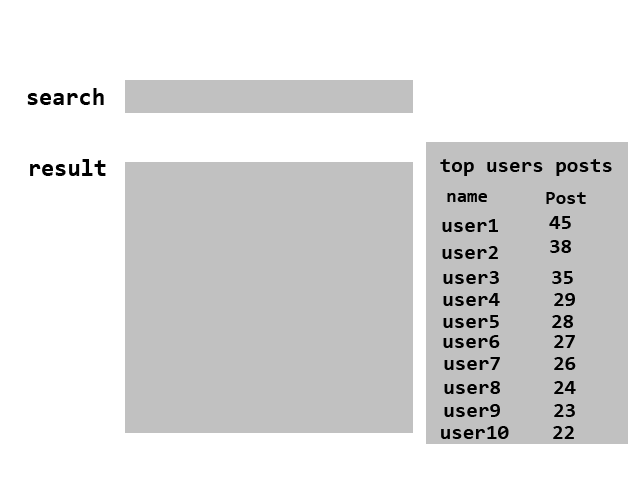 search
result
top users posts
name Post
user1 45
user2 38
user3 35
user4 29
user5 28
user6 27
user7 26
user8 24
user9 23
user10 22